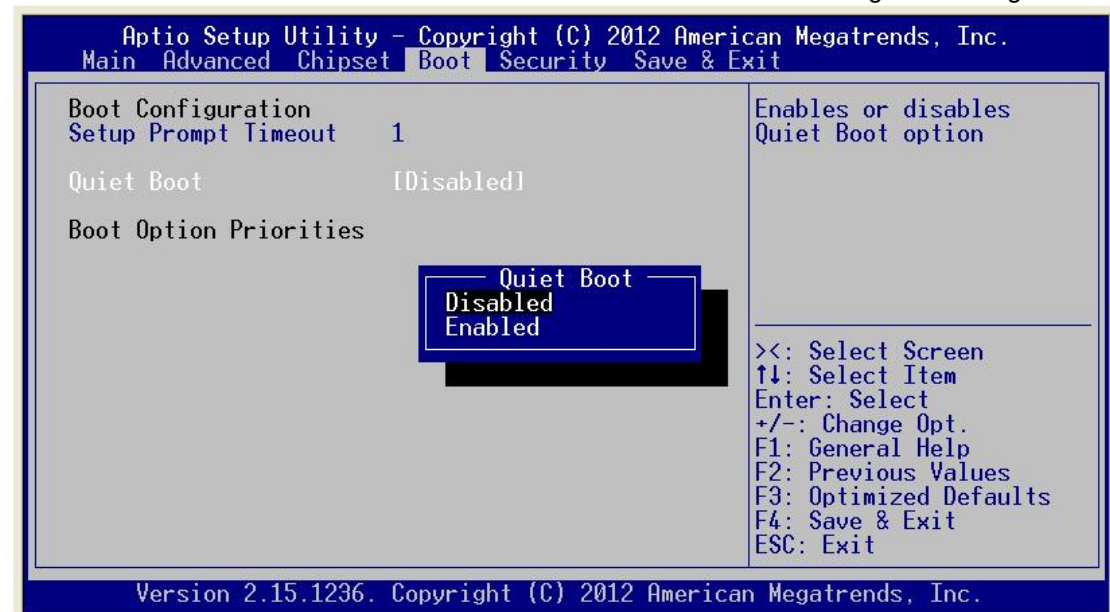 Aptio Setup Utility – Copyright (C) 2012 American Megatrends, Inc.
Main Advanced Chipset Boot Security Save & Exit
Boot Configuration
Setup Prompt Timeout 1
Quiet Boot [Disabled]
Boot Option Priorities
Quiet Boot
Disabled
Enabled
Enables or disables
Quiet Boot option
><: Select Screen
↑↓: Select Item
Enter: Select
+/-: Change Opt.
F1: General Help
F2: Previous Values
F3: Optimized Defaults
F4: Save & Exit
ESC: Exit
Version 2.15.1236. Copyright (C) 2012 American Megatrends, Inc.